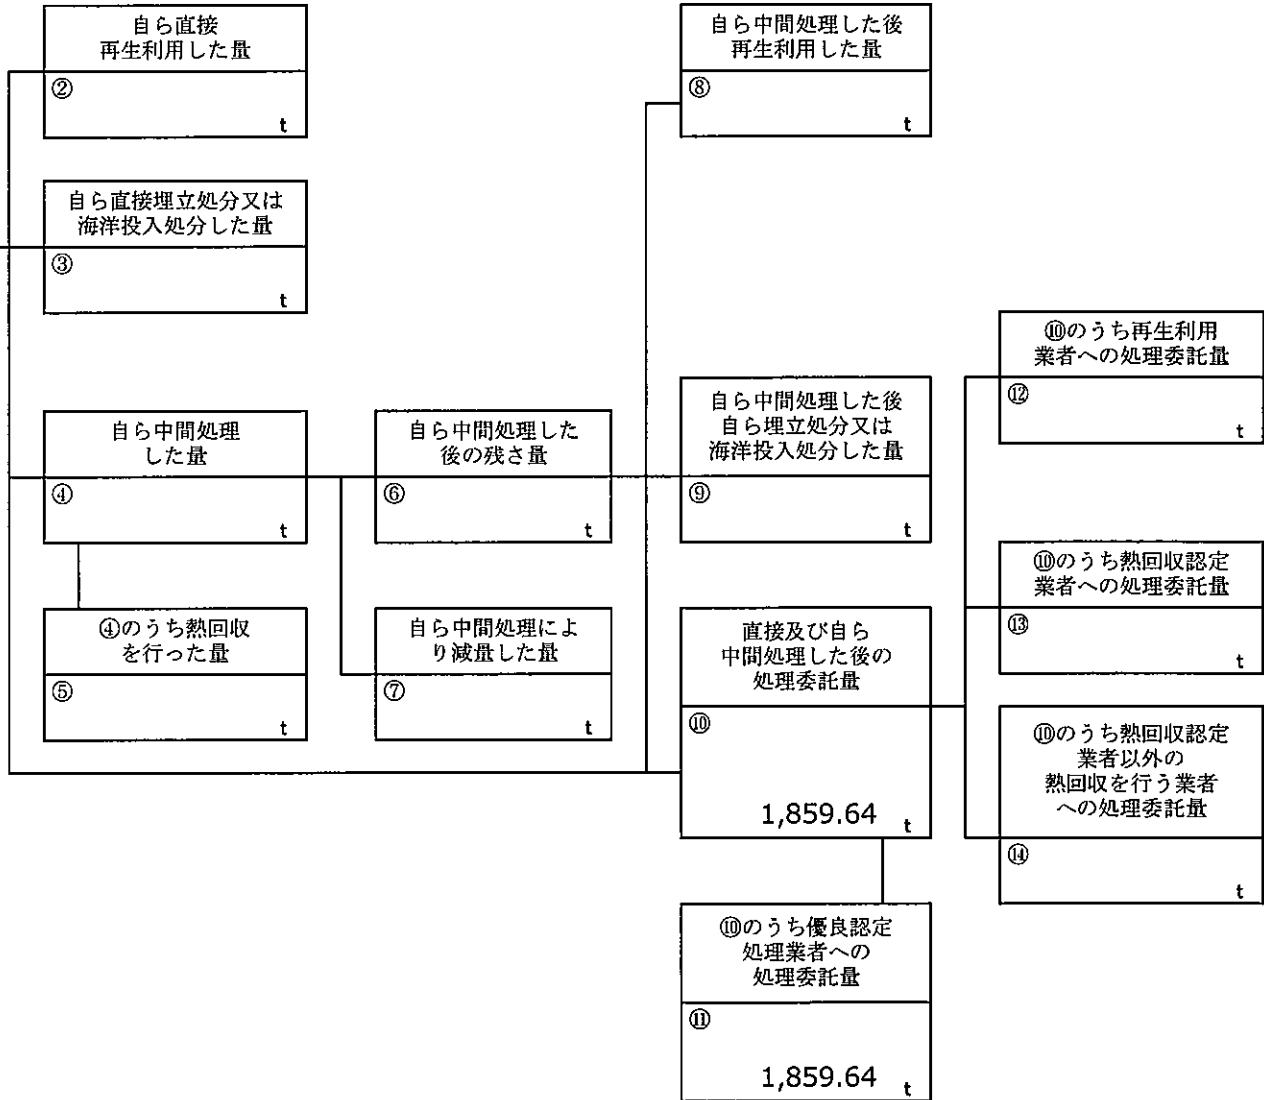 自ら直接
再生利用した量
②
t
自ら中間処理した後
再生利用した量
⑧
t
自ら直接埋立処分又は
海洋投入処分した量
③
t
⑩のうち再生利用
業者への処理委託量
⑫
t
自ら中間処理
した量
④
t
自ら中間処理した
後の残さ量
⑥
t
自ら中間処理した後
自ら埋立処分又は
海洋投入処分した量
⑨
t
⑩のうち熱回収認定
業者への処理委託量
⑬
t
④のうち熱回収
を行った量
⑤
t
自ら中間処理によ
り減量した量
⑦
t
直接及び自ら
中間処理した後の
処理委託量
⑩
1,859.64 t
⑩のうち熱回収認定
業者以外の
熱回収を行う業者
への処理委託量
⑭
t
⑩のうち優良認定
処理業者への
処理委託量
⑪
1,859.64 t